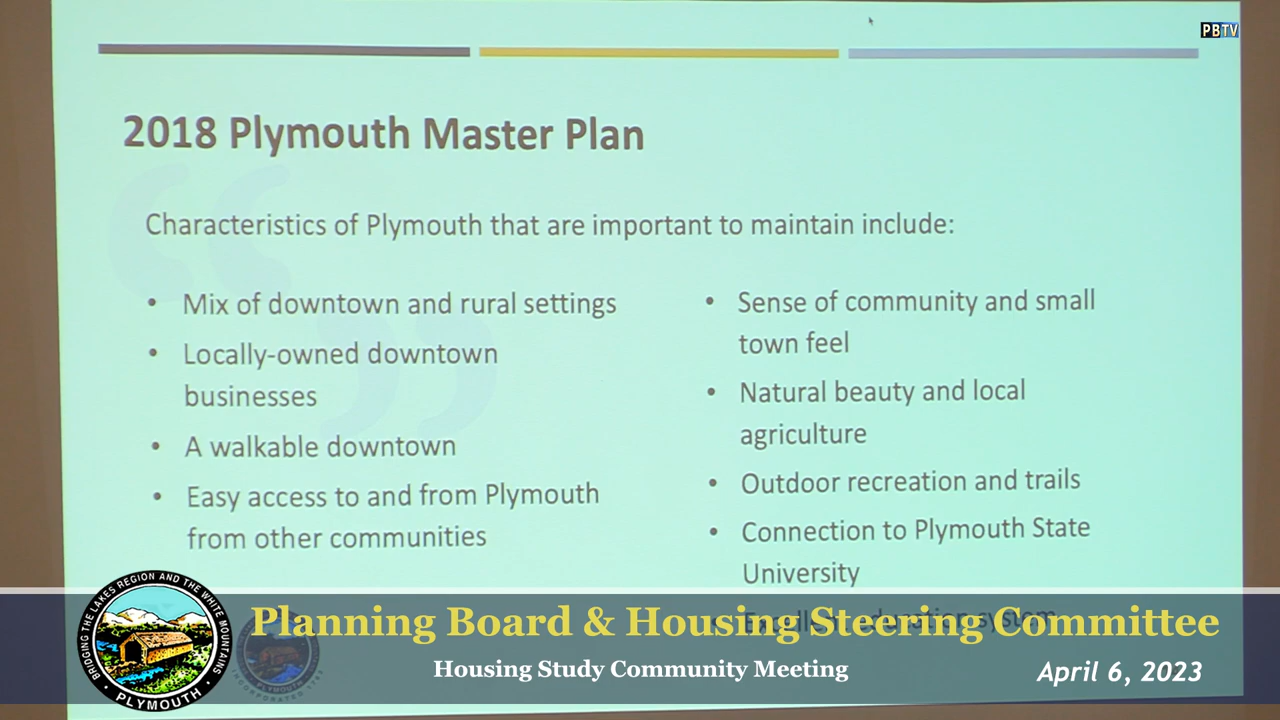 PBTV
2018 Plymouth Master Plan
Characteristics of Plymouth that are important to maintain include:
• Mix of downtown and rural settings
• Locally-owned downtown
businesses
• A walkable downtown
• Easy access to and from Plymouth
from other communities
• Sense of community and small
town feel
• Natural beauty and local
agriculture
• Outdoor recreation and trails
• Connection to Plymouth State
University
Planning Board & Housing Steering Committee
Housing Study Community Meeting
April 6, 2023
BRIDGING THE LAKES REGION AND THE WHITE MOUNTAINS
• PLYMOUTH •